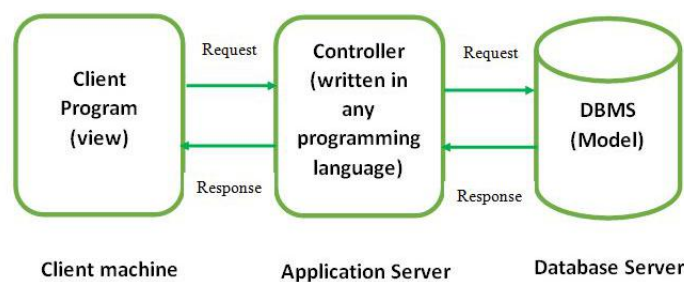 Client
Program
(view)
Request
Response
Controller
(written in
any
programming
language)
Request
Response
DBMS
(Model)
Client machine
Application Server
Database Server